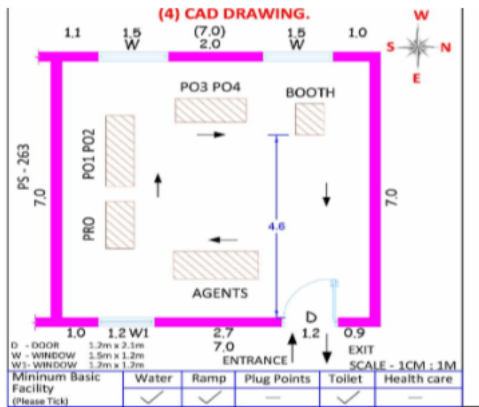 (4) CAD DRAWING.
W
S N
E
1.1 1.5 (7.0) 1.5 1.0
W 2.0 W
PO3 PO4
BOOTH
PS - 263
7.0
PO1 PO2
PRO
4.6
7.0
AGENTS
D
1.0 1.2 W1 2.7 1.2 0.9
7.0
D - DOOR 1.2m x 2.1m
W - WINDOW 1.5m x 1.2m
W1- WINDOW 1.2m x 1.2m
ENTRANCE
EXIT
SCALE - 1CM : 1M
Mininum Basic Facility (Please Tick) Water Ramp Plug Points Toilet Health care
✓ ✓ — ✓ —